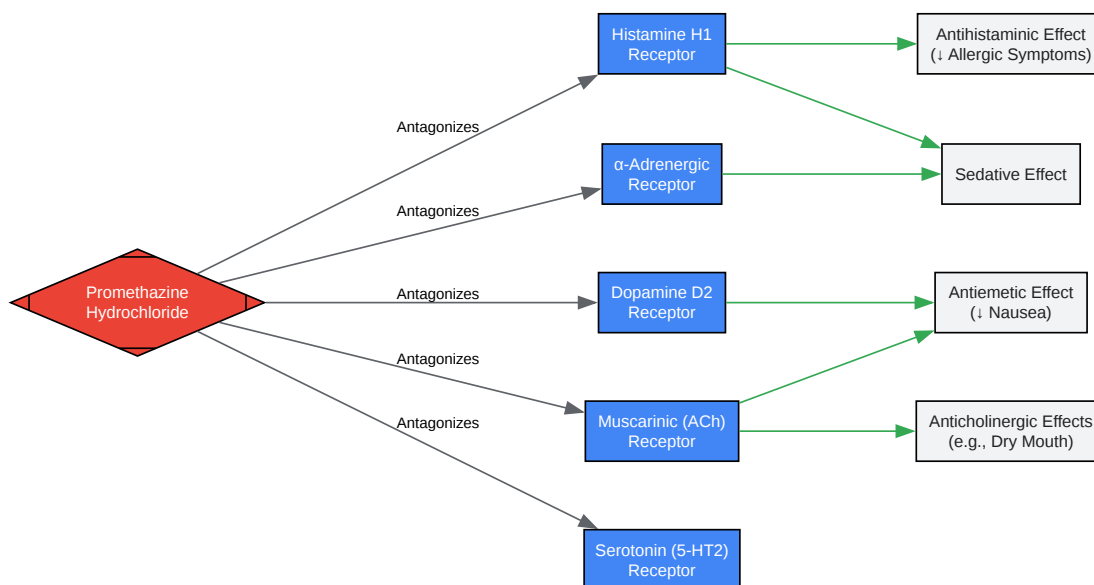 Histamine H1
Receptor
Antihistaminic Effect
(↓ Allergic Symptoms)
Antagonizes
α-Adrenergic
Receptor
Sedative Effect
Antagonizes
Promethazine
Hydrochloride
Antagonizes
Dopamine D2
Receptor
Antiemetic Effect
(↓ Nausea)
Antagonizes
Muscarinic (ACh)
Receptor
Anticholinergic Effects
(e.g., Dry Mouth)
Antagonizes
Serotonin (5-HT2)
Receptor